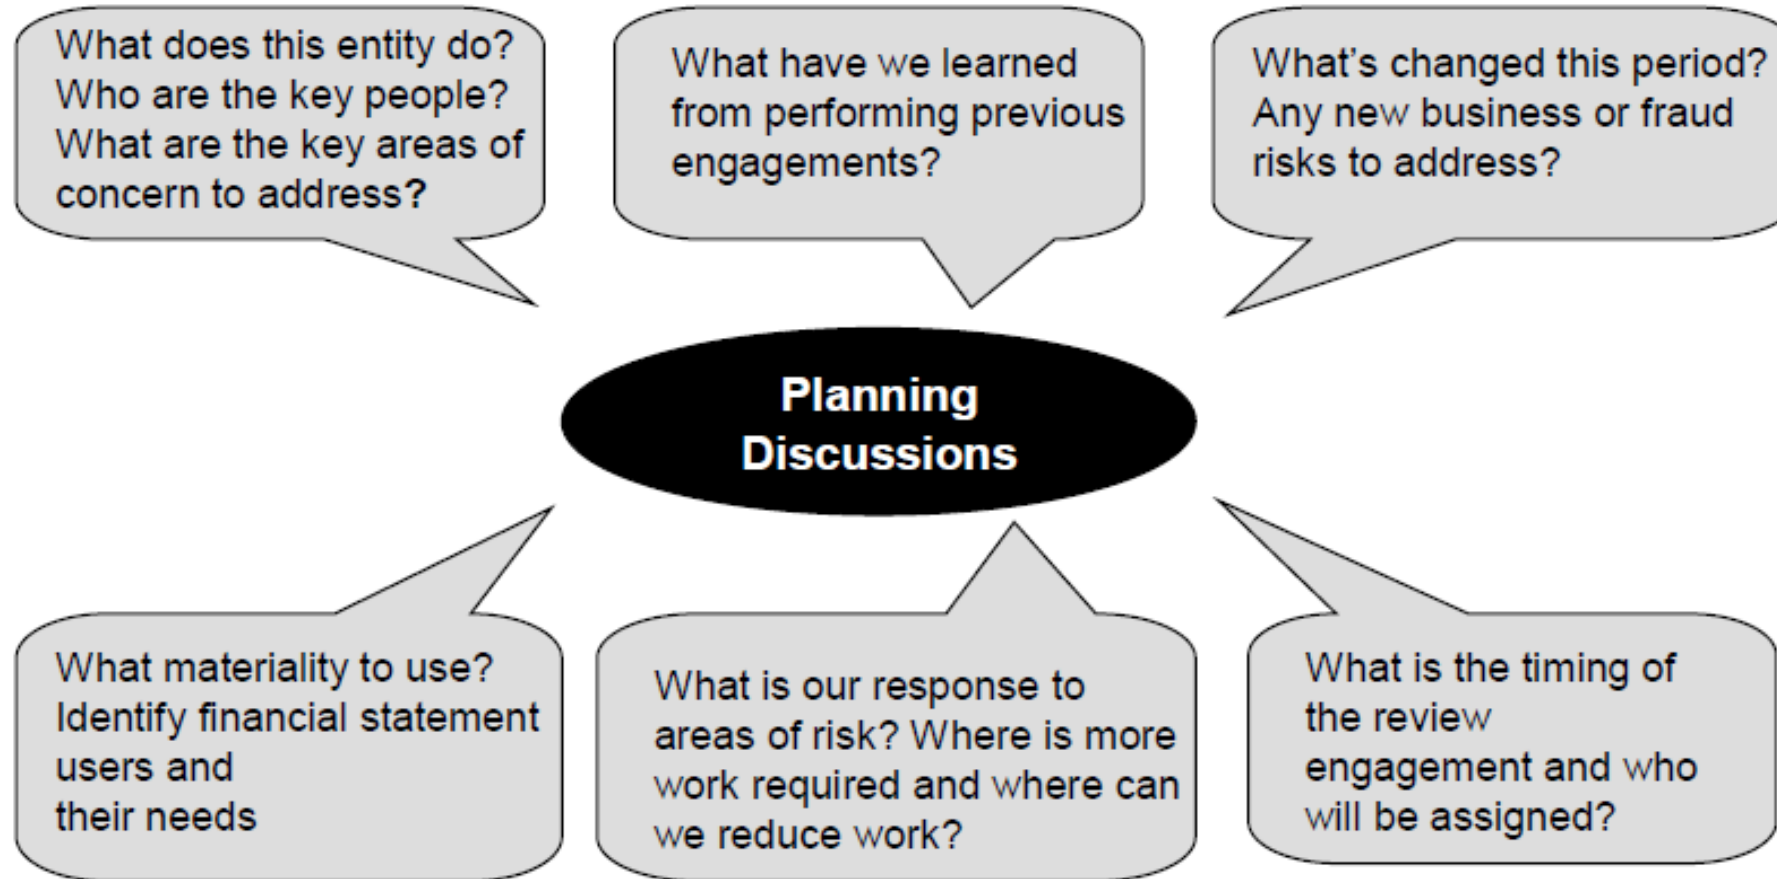 What does this entity do?
Who are the key people?
What are the key areas of
concern to address?
What have we learned
from performing previous
engagements?
What's changed this period?
Any new business or fraud
risks to address?
Planning
Discussions
What materiality to use?
Identify financial statement
users and
their needs
What is our response to
areas of risk? Where is more
work required and where can
we reduce work?
What is the timing of
the review
engagement and who
will be assigned?